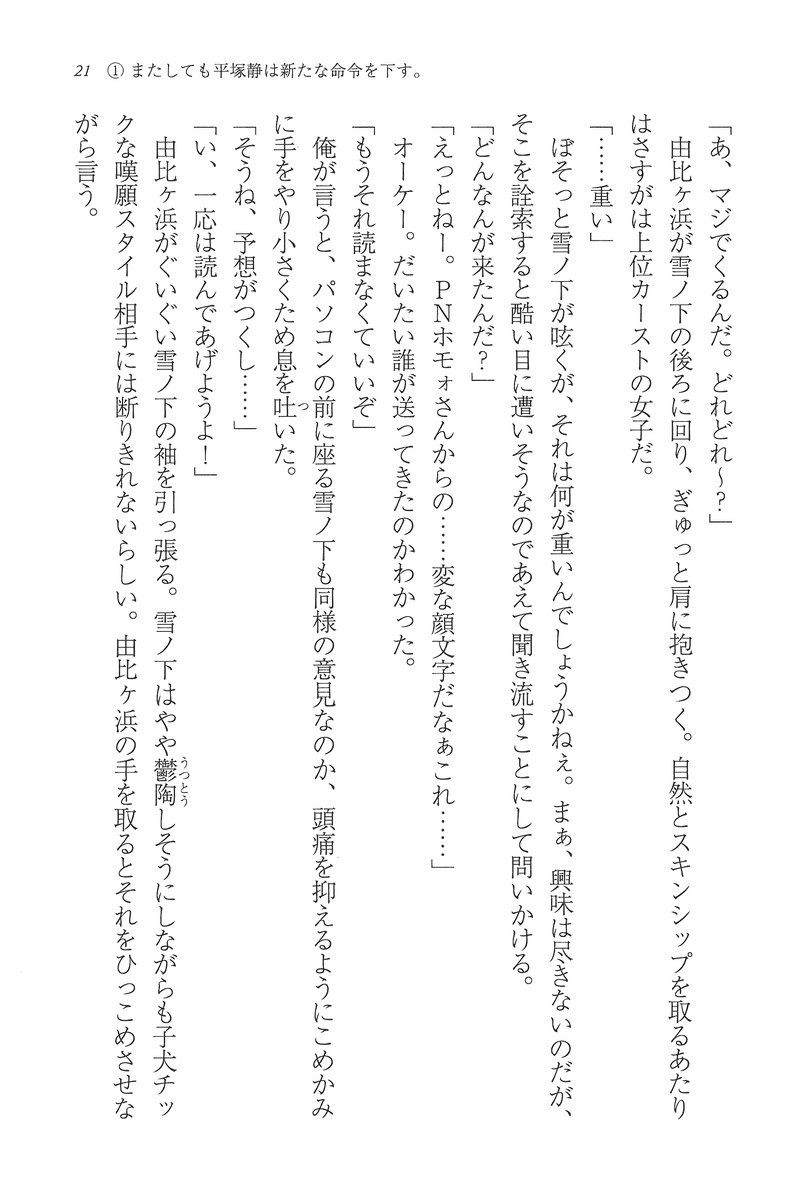 21　① またしても平塚静は新たな命令を下す。
「あ、マジでくるんだ。どれどれ～？」
　由比ヶ浜が雪ノ下の後ろに回り、ぎゅっと肩に抱きつく。自然とスキンシップを取るあたり
はさすがは上位カーストの女子だ。
「……重い」
　ぼそっと雪ノ下が呟くが、それは何が重いんでしょうかねぇ。まぁ、興味は尽きないのだが、
そこを詮索すると酷い目に遭いそうなのであえて聞き流すことにして問いかける。
「どんなんが来たんだ？」
「えっとねー。ＰＮホモォさんからの……変な顔文字だなぁこれ……」
　オーケー。だいたい誰が送ってきたのかわかった。
「もうそれ読まなくていいぞ」
　俺が言うと、パソコンの前に座る雪ノ下も同様の意見なのか、頭痛を抑えるようにこめかみ
に手をやり小さくため息を吐いた。
つ
「そうね、予想がつくし……」
「い、一応は読んであげようよ！」
　由比ヶ浜がぐいぐい雪ノ下の袖を引っ張る。雪ノ下はやや鬱陶しそうにしながらも子犬チッ
うつとう
クな嘆願スタイル相手には断りきれないらしい。由比ヶ浜の手を取るとそれをひっこめさせな
がら言う。